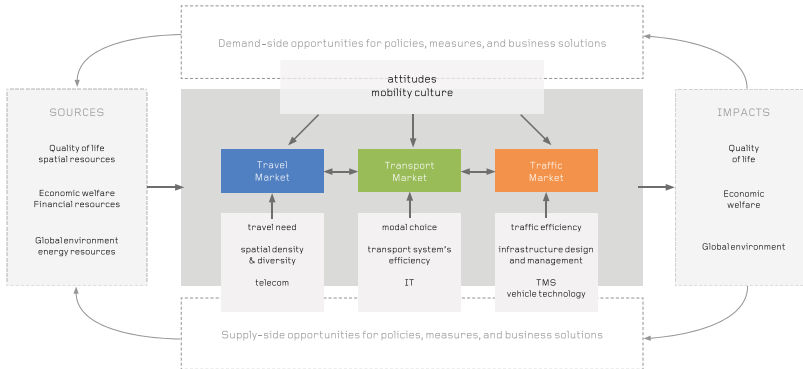 Demand-side opportunities for policies, measures, and business solutions
attitudes
mobility culture
SOURCES
Quality of life
spatial resources
Economic welfare
Financial resources
Global environment
energy resources
Travel
Market
Transport
Market
Traffic
Market
travel need
spatial density
& diversity
telecom
modal choice
transport system's
efficiency
IT
traffic efficiency
infrastructure design
and management
TMS
vehicle technology
IMPACTS
Quality
of life
Economic
welfare
Global environment
Supply-side opportunities for policies, measures, and business solutions